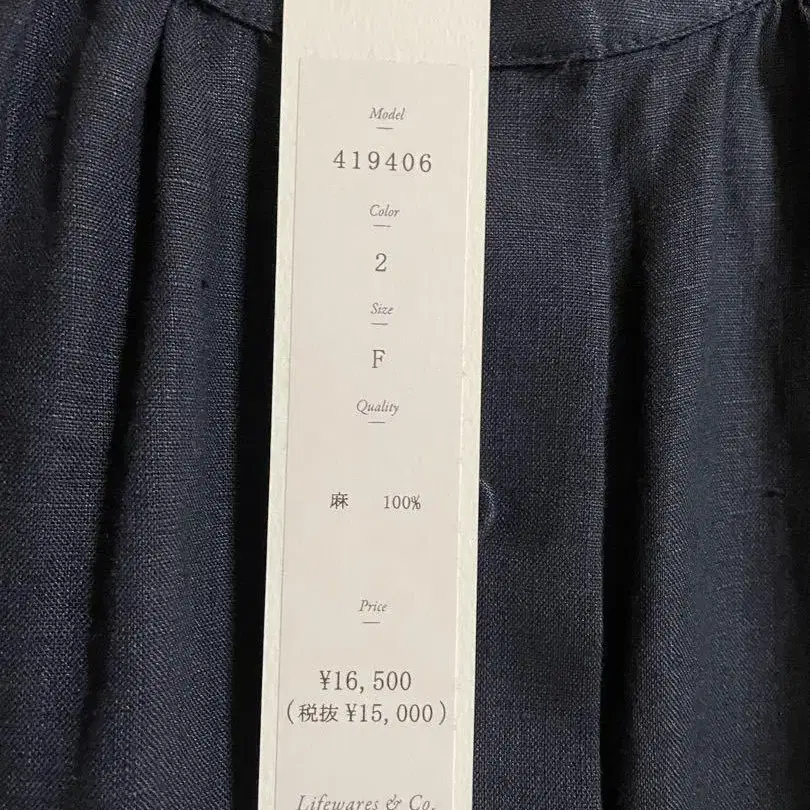 Model
419406
Color
2
Size
F
Quality
麻 100%
Price
¥16,500
(税抜 ¥15,000)
Lifewares & Co.